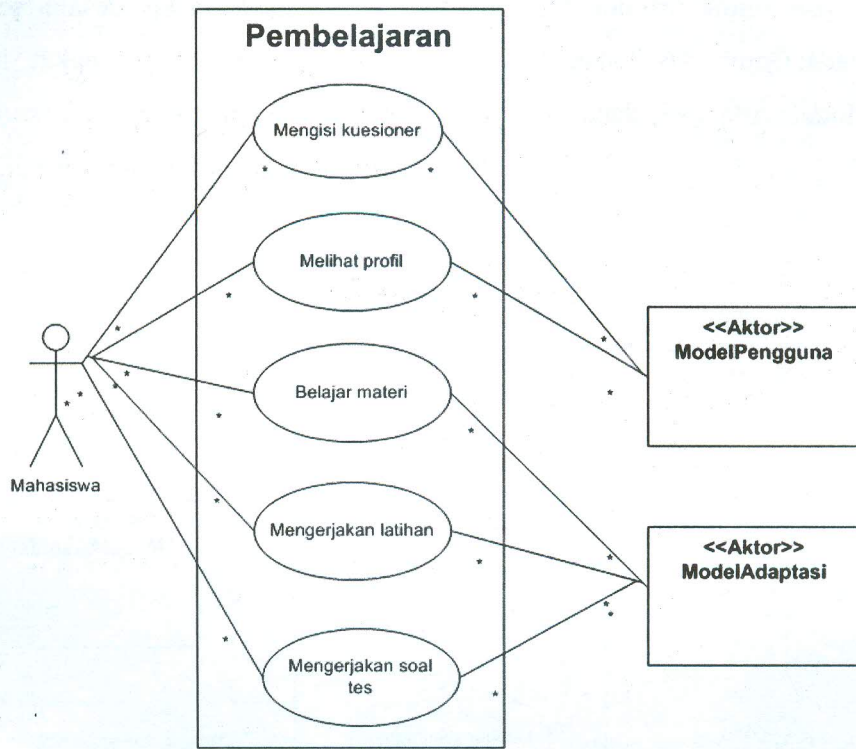 Pembelajaran
Mengisi kuesioner
*
*
Melihat profil
*
*
*
*
<<Aktor>>
ModelPengguna
Belajar materi
*
*
*
*
*
*
*
*
Mahasiswa
Mengerjakan latihan
*
*
*
<<Aktor>>
ModelAdaptasi
*
*
Mengerjakan soal
tes
*
*